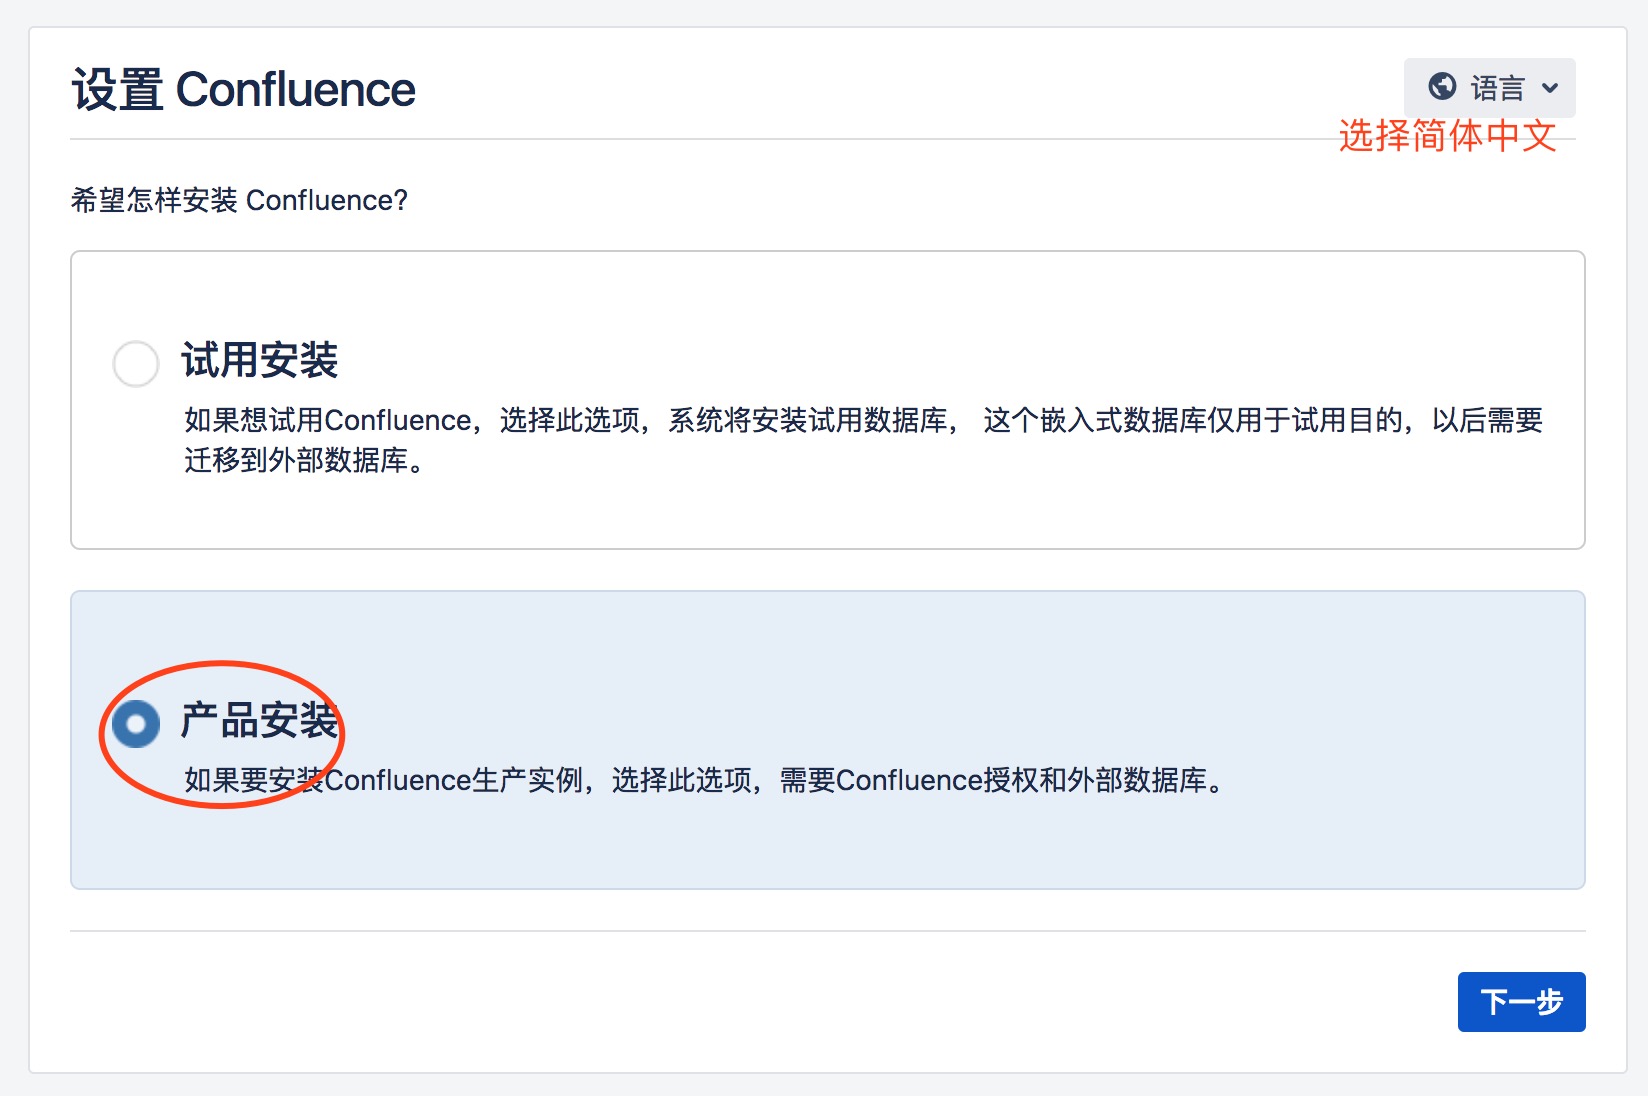 设置 Confluence
语言
选择简体中文
希望怎样安装 Confluence?
试用安装
如果想试用Confluence，选择此选项，系统将安装试用数据库， 这个嵌入式数据库仅用于试用目的，以后需要
迁移到外部数据库。
产品安装
如果要安装Confluence生产实例，选择此选项，需要Confluence授权和外部数据库。
下一步